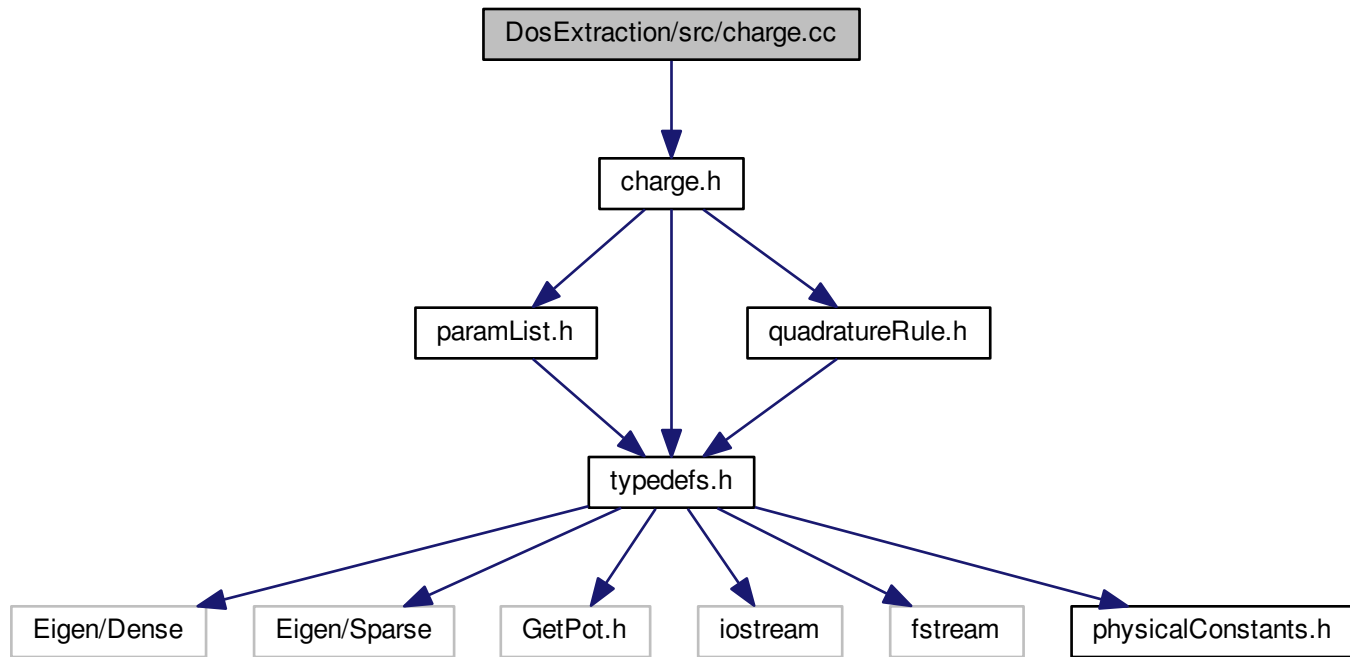 DosExtraction/src/charge.cc
charge.h
paramList.h
quadratureRule.h
typedefs.h
Eigen/Dense
Eigen/Sparse
GetPot.h
iostream
fstream
physicalConstants.h